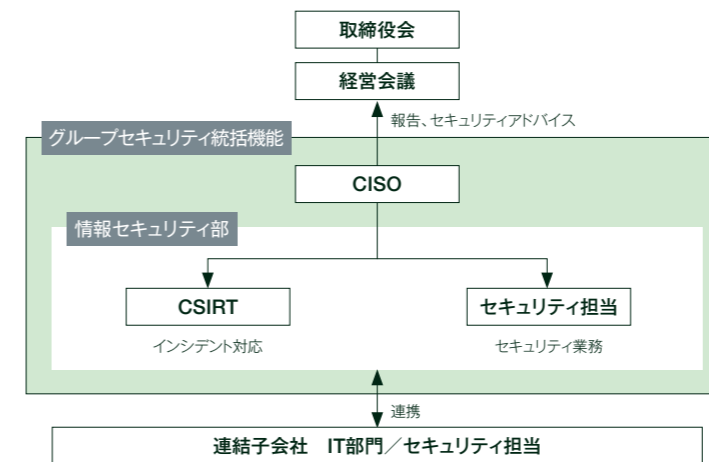 取締役会
経営会議
報告、セキュリティアドバイス
グループセキュリティ統括機能
CISO
情報セキュリティ部
CSIRT
セキュリティ担当
インシデント対応
セキュリティ業務
連携
連結子会社　IT部門／セキュリティ担当